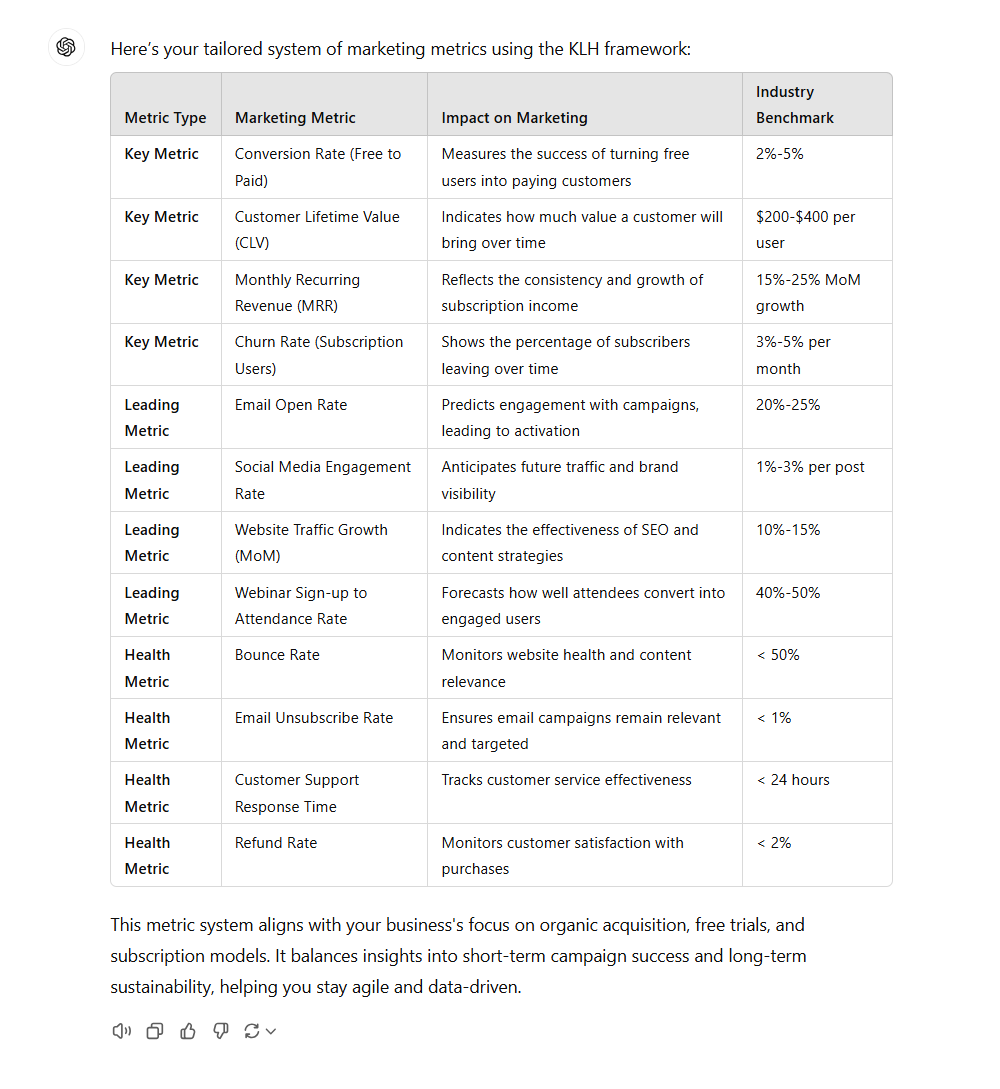 Here's your tailored system of marketing metrics using the KLH framework:
Industry
Metric Type Marketing Metric Impact on Marketing Benchmark
Key Metric Conversion Rate (Free to Measures the success of turning free 2%-5%
Paid) users into paying customers
Key Metric Customer Lifetime Value Indicates how much value a customer will $200-$400 per
(CLV) bring over time user
Key Metric Monthly Recurring Reflects the consistency and growth of 15%-25% MoM
Revenue (MRR) subscription income growth
Key Metric Churn Rate (Subscription Shows the percentage of subscribers 3%-5% per
Users) leaving over time month
Leading Email Open Rate Predicts engagement with campaigns, 20%-25%
Metric leading to activation
Leading Social Media Engagement Anticipates future traffic and brand 1%-3% per post
Metric Rate visibility
Leading Website Traffic Growth Indicates the effectiveness of SEO and 10%-15%
Metric (MoM) content strategies
Leading Webinar Sign-up to Forecasts how well attendees convert into 40%-50%
Metric Attendance Rate engaged users
Health Bounce Rate Monitors website health and content < 50%
Metric relevance
Health Email Unsubscribe Rate Ensures email campaigns remain relevant < 1%
Metric and targeted
Health Customer Support Tracks customer service effectiveness < 24 hours
Metric Response Time
Health Refund Rate Monitors customer satisfaction with < 2%
Metric purchases
This metric system aligns with your business's focus on organic acquisition, free trials, and
subscription models. It balances insights into short-term campaign success and long-term
sustainability, helping you stay agile and data-driven.